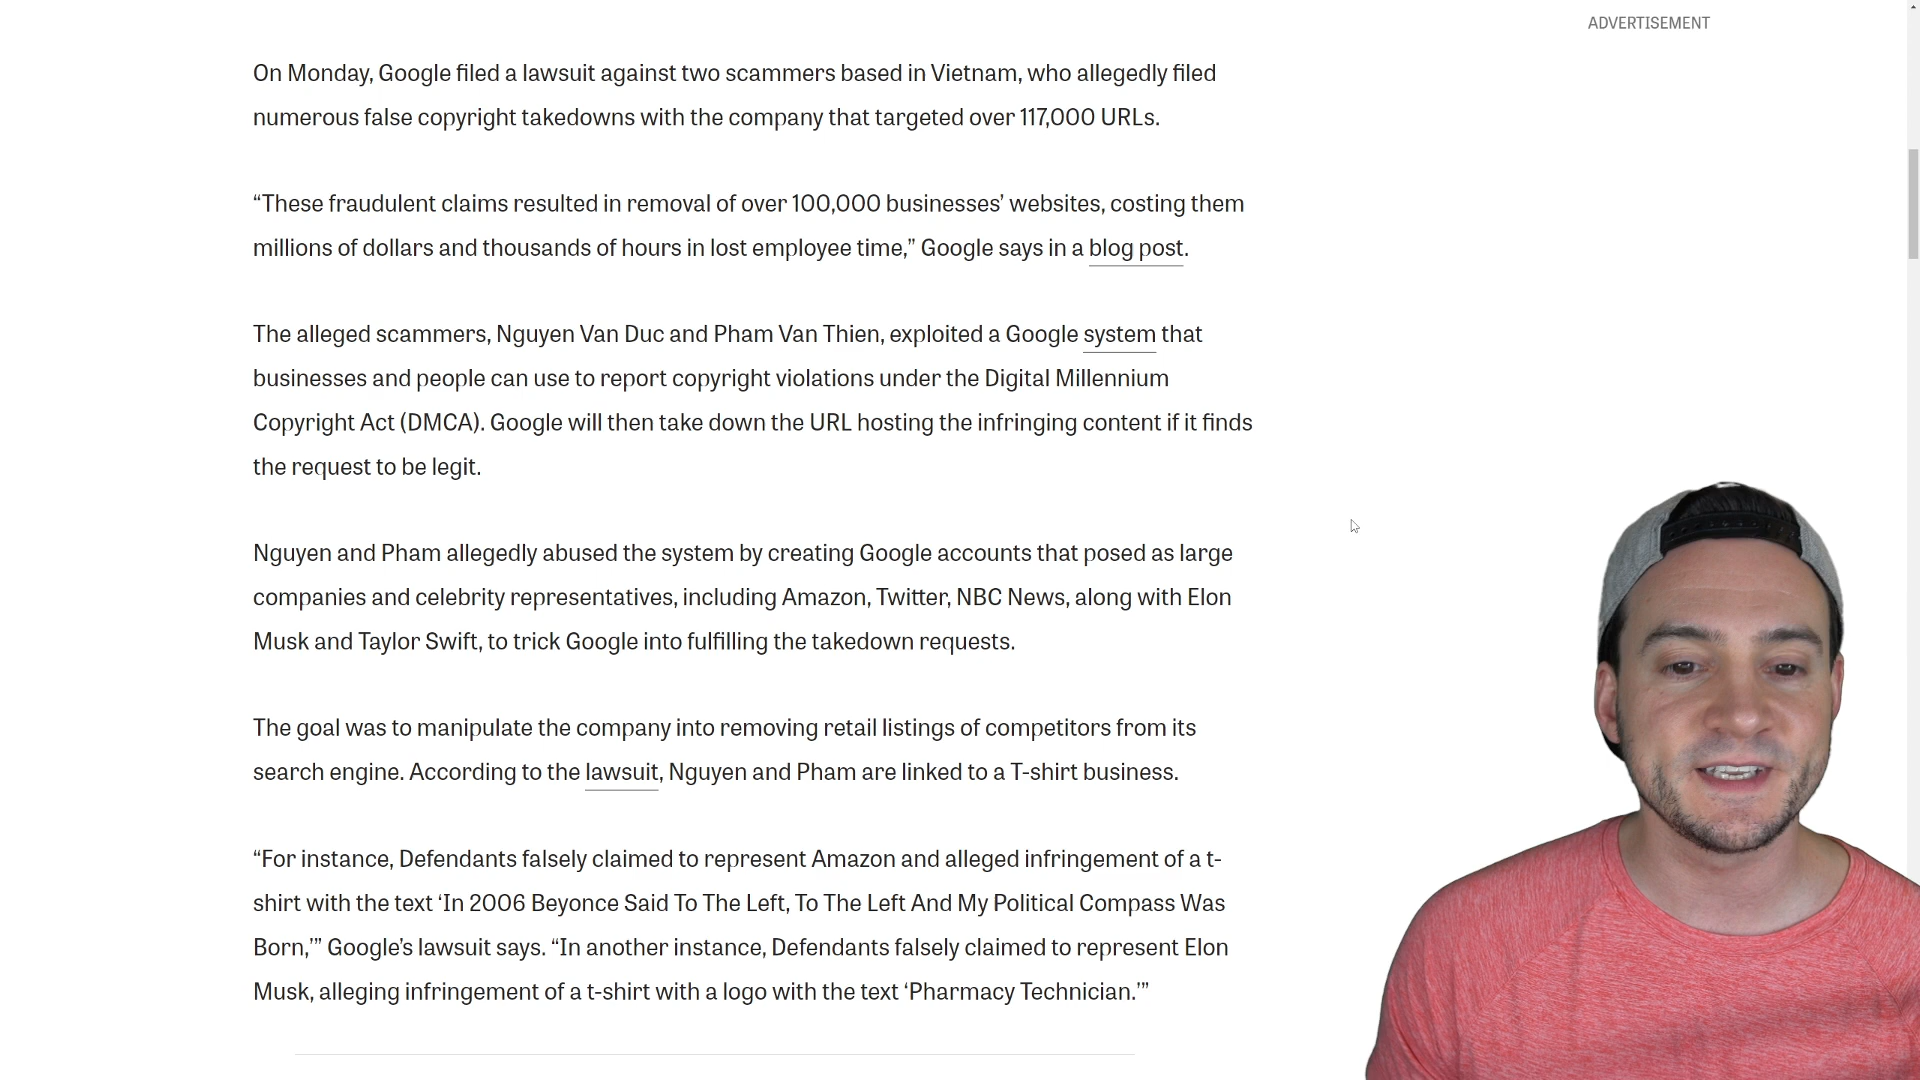 ADVERTISEMENT
On Monday, Google filed a lawsuit against two scammers based in Vietnam, who allegedly filed
numerous false copyright takedowns with the company that targeted over 117,000 URLs.
“These fraudulent claims resulted in removal of over 100,000 businesses’ websites, costing them
millions of dollars and thousands of hours in lost employee time,” Google says in a blog post.
The alleged scammers, Nguyen Van Duc and Pham Van Thien, exploited a Google system that
businesses and people can use to report copyright violations under the Digital Millennium
Copyright Act (DMCA). Google will then take down the URL hosting the infringing content if it finds
the request to be legit.
Nguyen and Pham allegedly abused the system by creating Google accounts that posed as large
companies and celebrity representatives, including Amazon, Twitter, NBC News, along with Elon
Musk and Taylor Swift, to trick Google into fulfilling the takedown requests.
The goal was to manipulate the company into removing retail listings of competitors from its
search engine. According to the lawsuit, Nguyen and Pham are linked to a T-shirt business.
“For instance, Defendants falsely claimed to represent Amazon and alleged infringement of a t-
shirt with the text ‘In 2006 Beyonce Said To The Left, To The Left And My Political Compass Was
Born,’” Google’s lawsuit says. “In another instance, Defendants falsely claimed to represent Elon
Musk, alleging infringement of a t-shirt with a logo with the text ‘Pharmacy Technician.’”